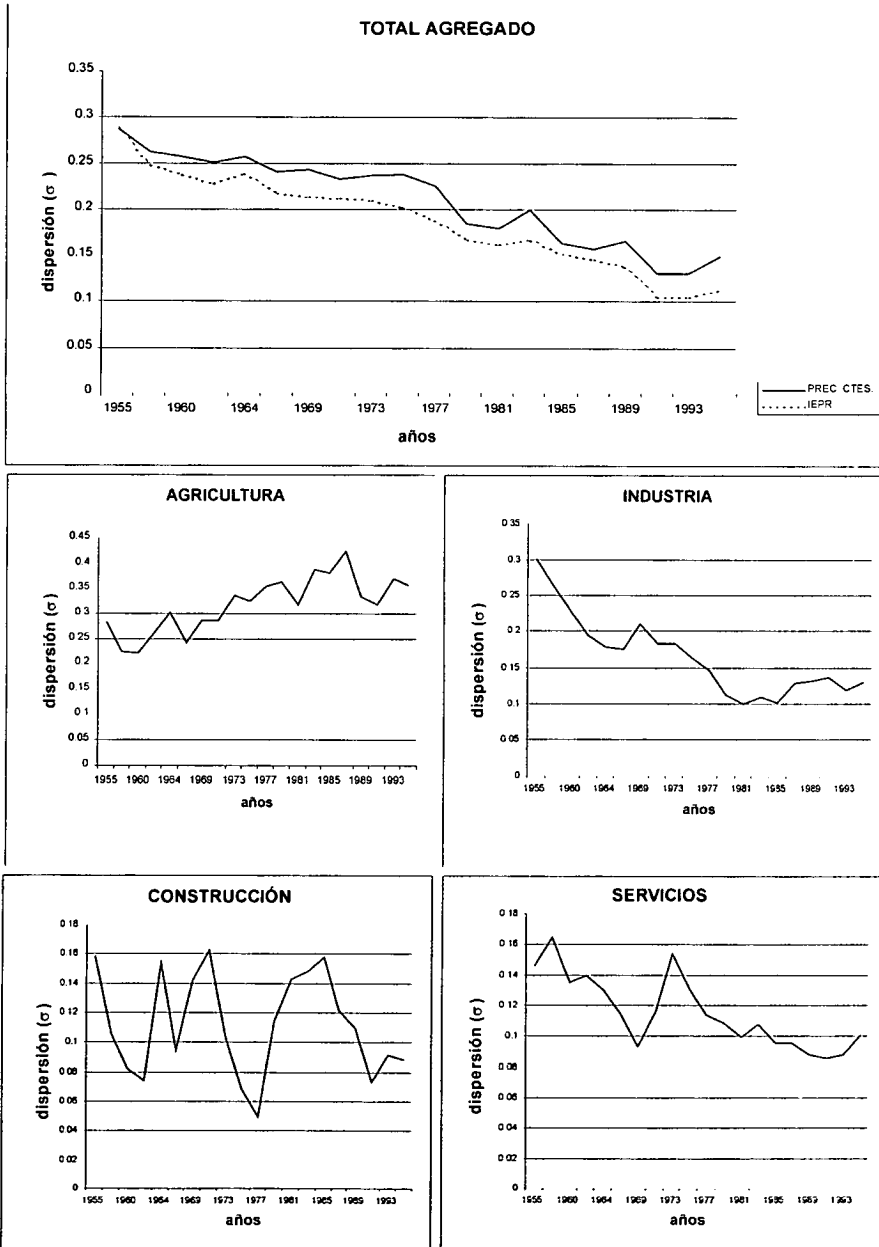 TOTAL AGREGADO
0.35
0.3
0.25
0.2
0.15
0.1
0.05
0
dispersión (σ )
1955 1960 1964 1969 1973 1977 1981 1985 1989 1993
años
PREC CTES.
IEPR
AGRICULTURA
0.45
0.4
0.35
0.3
0.25
0.2
0.15
0.1
0.05
0
dispersión (σ)
1955 1960 1964 1969 1973 1977 1981 1985 1989 1993
años
INDUSTRIA
0.35
0.3
0.25
0.2
0.15
0.1
0.05
0
dispersión (σ )
1955 1960 1964 1969 1973 1977 1981 1985 1989 1993
años
CONSTRUCCIÓN
0.18
0.16
0.14
0.12
0.1
0.08
0.06
0.04
0.02
0
dispersión (σ )
1955 1960 1964 1969 1973 1977 1981 1985 1989 1993
años
SERVICIOS
0.18
0.16
0.14
0.12
0.1
0.08
0.06
0.04
0.02
0
dispersión (σ )
1955 1960 1964 1969 1973 1977 1981 1985 1989 1993
años